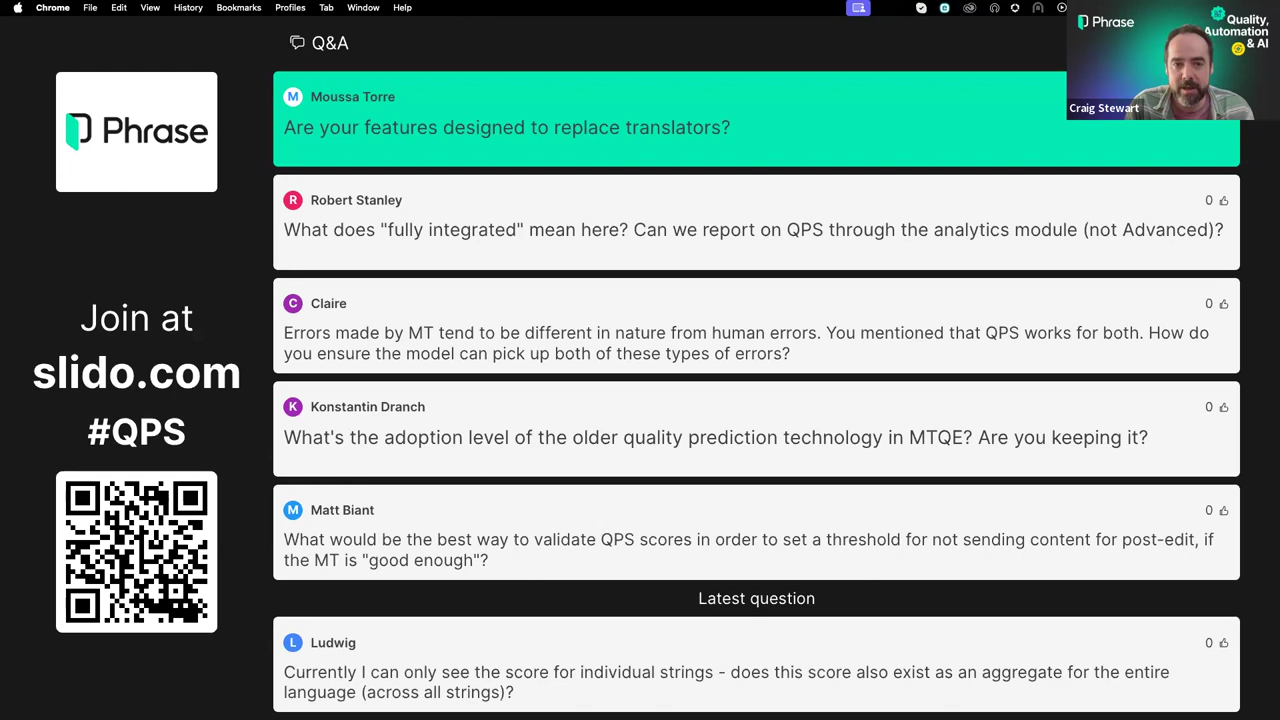 Chrome File Edit View History Bookmarks Profiles Tab Window Help
Phrase
Quality,
Automation
& AI
Craig Stewart
Q&A
Phrase
Join at
slido.com
#QPS
M Moussa Torre
Are your features designed to replace translators?
R Robert Stanley 0
What does "fully integrated" mean here? Can we report on QPS through the analytics module (not Advanced)?
C Claire 0
Errors made by MT tend to be different in nature from human errors. You mentioned that QPS works for both. How do
you ensure the model can pick up both of these types of errors?
K Konstantin Dranch 0
What's the adoption level of the older quality prediction technology in MTQE? Are you keeping it?
M Matt Biant 0
What would be the best way to validate QPS scores in order to set a threshold for not sending content for post-edit, if
the MT is "good enough"?
Latest question
L Ludwig 0
Currently I can only see the score for individual strings - does this score also exist as an aggregate for the entire
language (across all strings)?